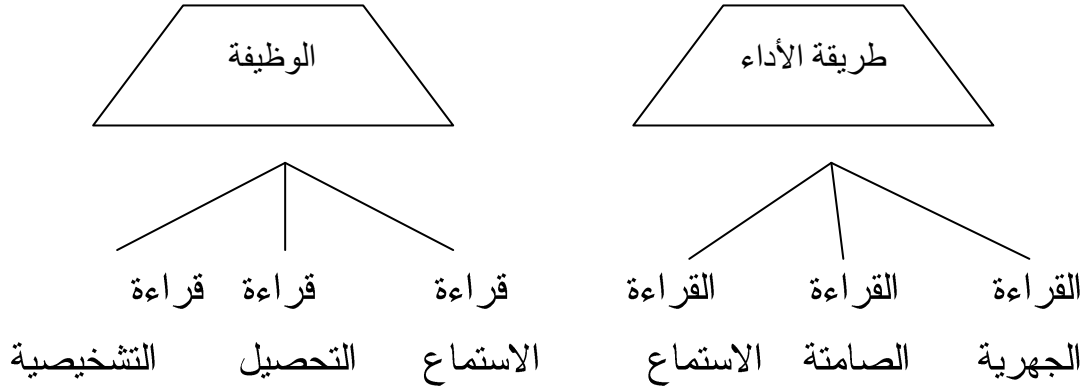 طريقة الأداء
الوظيفة
القراءة الجهرية
القراءة الصامتة
القراءة الاستماع
قراءة الاستماع
قراءة التحصيل
قراءة التشخيصية